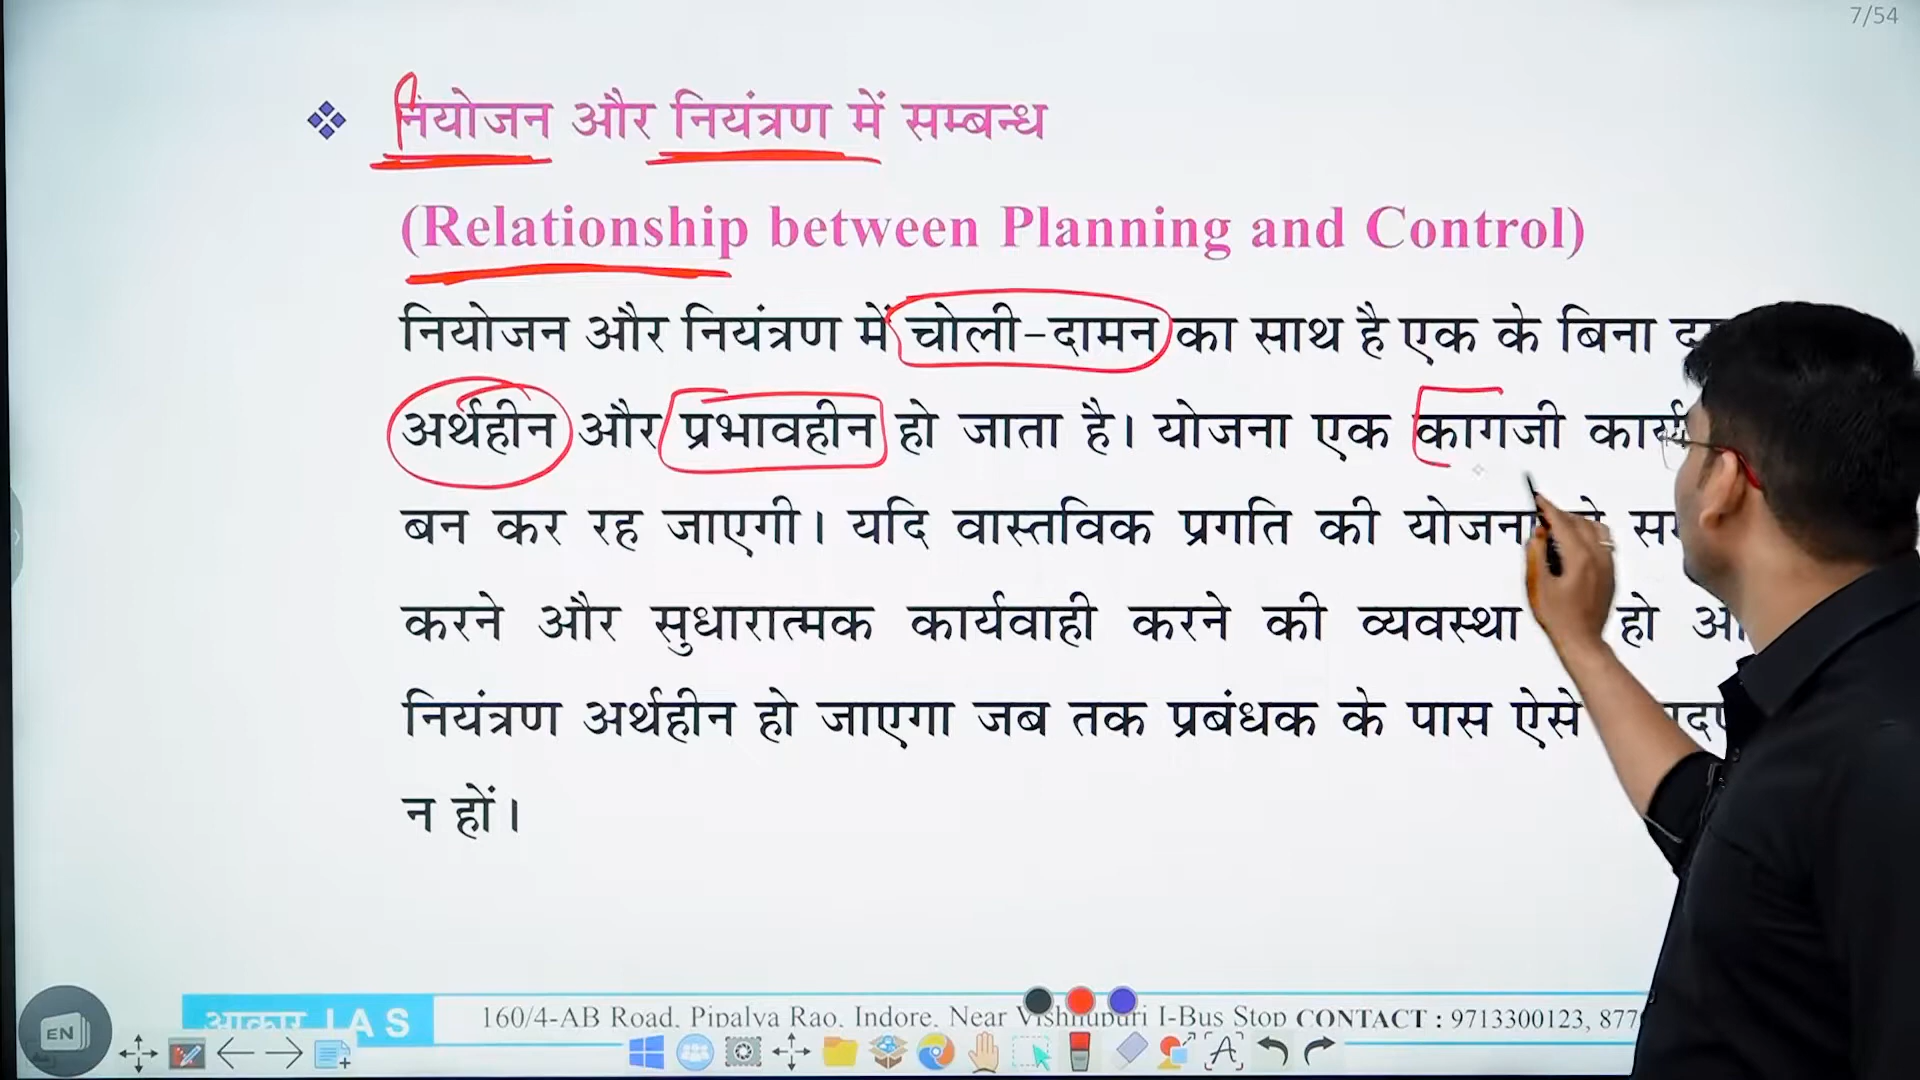 7/54
नियोजन और नियंत्रण में सम्बन्ध
(Relationship between Planning and Control)
नियोजन और नियंत्रण में चोली-दामन का साथ है एक के बिना
अर्थहीन और प्रभावहीन हो जाता है। योजना एक कागजी
बन कर रह जाएगी। यदि वास्तविक प्रगति की
करने और सुधारात्मक कार्यवाही करने की व्यवस्था हो
नियंत्रण अर्थहीन हो जाएगा जब तक प्रबंधक के पास ऐसे
न हों।
आकार IAS 160/4-AB Road, Pipalya Rao, Indore, Near Vishnupuri I-Bus Stop CONTACT : 9713300123,
EN